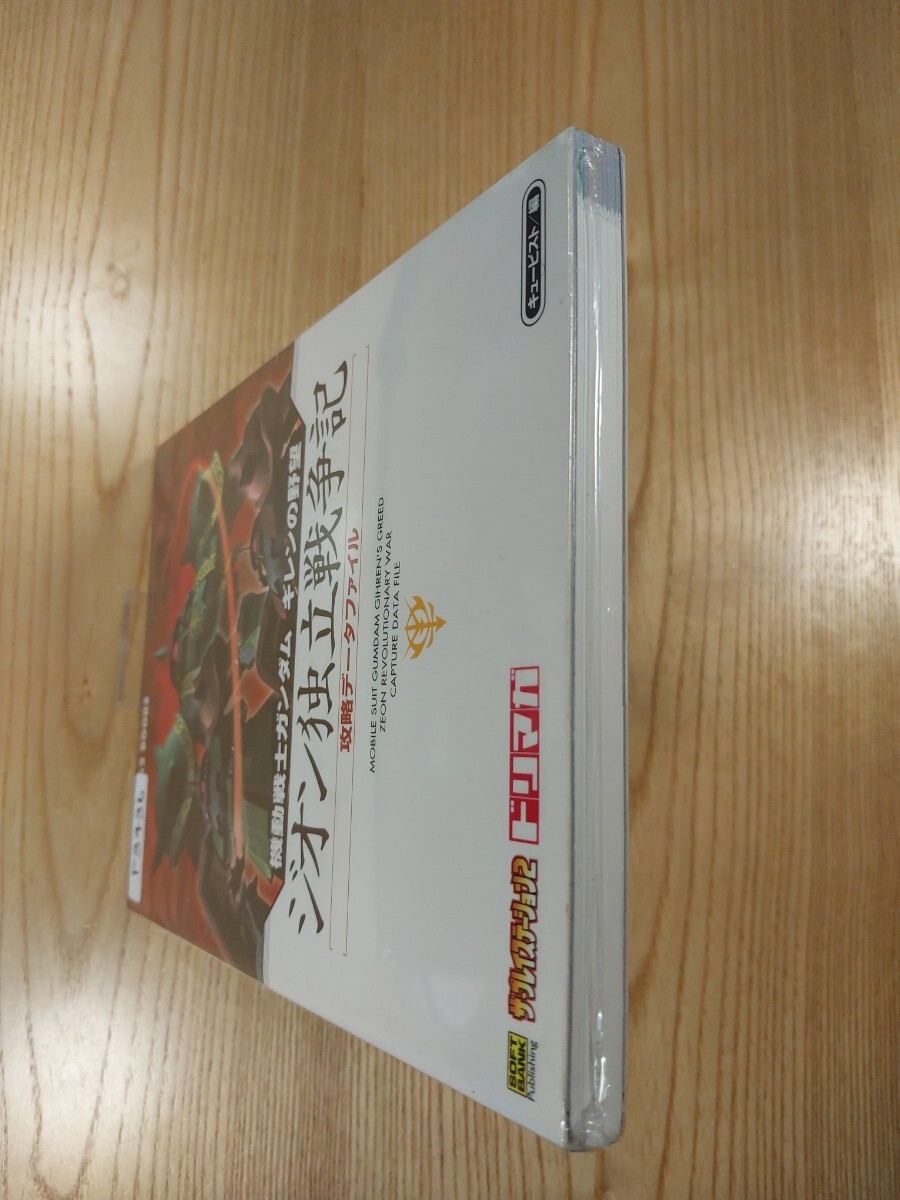 機動戦士ガンダム ギレンの野望
ジオン独立戦争記
攻略データファイル
MOBILE SUIT GUMDAM GIHREN'S GREED
ZEON REVOLUTIONARY WAR
CAPTURE DATA FILE
キュービスト/編
SOFT
BANK
Publishing
ザプレイステーション2
ドリマガ